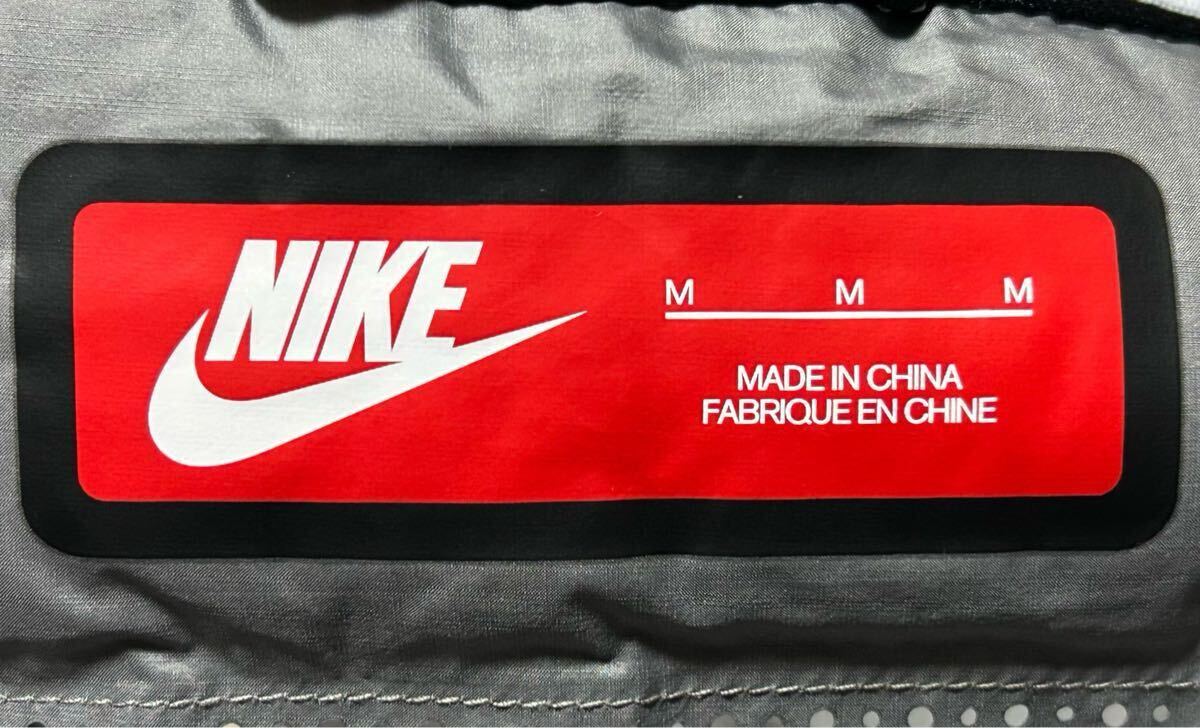 NIKE
M M M
MADE IN CHINA
FABRIQUE EN CHINE